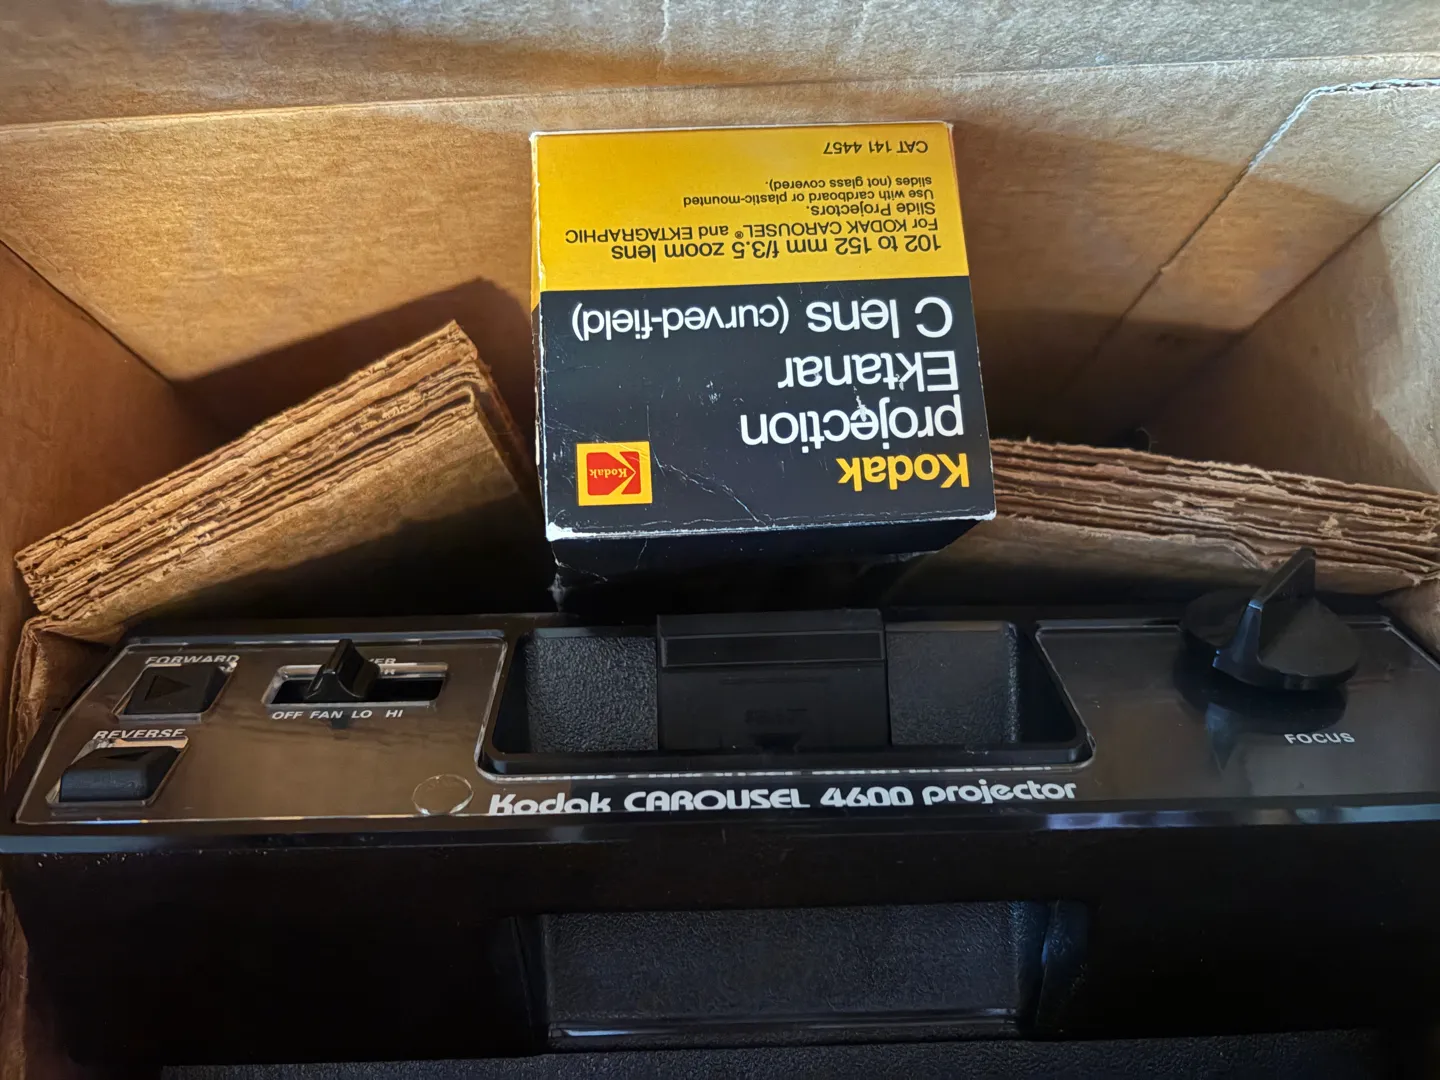 Kodak
projection
Ektanar
C lens (curved-field)
102 to 152 mm f/3.5 zoom lens
For KODAK CAROUSEL® and EKTAGRAPHIC
Slide Projectors.
Use with cardboard or plastic-mounted
slides (not glass covered).
CAT 141 4457
Kodak
FORWARD
REVERSE
OFF FAN LO HI
FOCUS
Kodak CAROUSEL 4600 projector